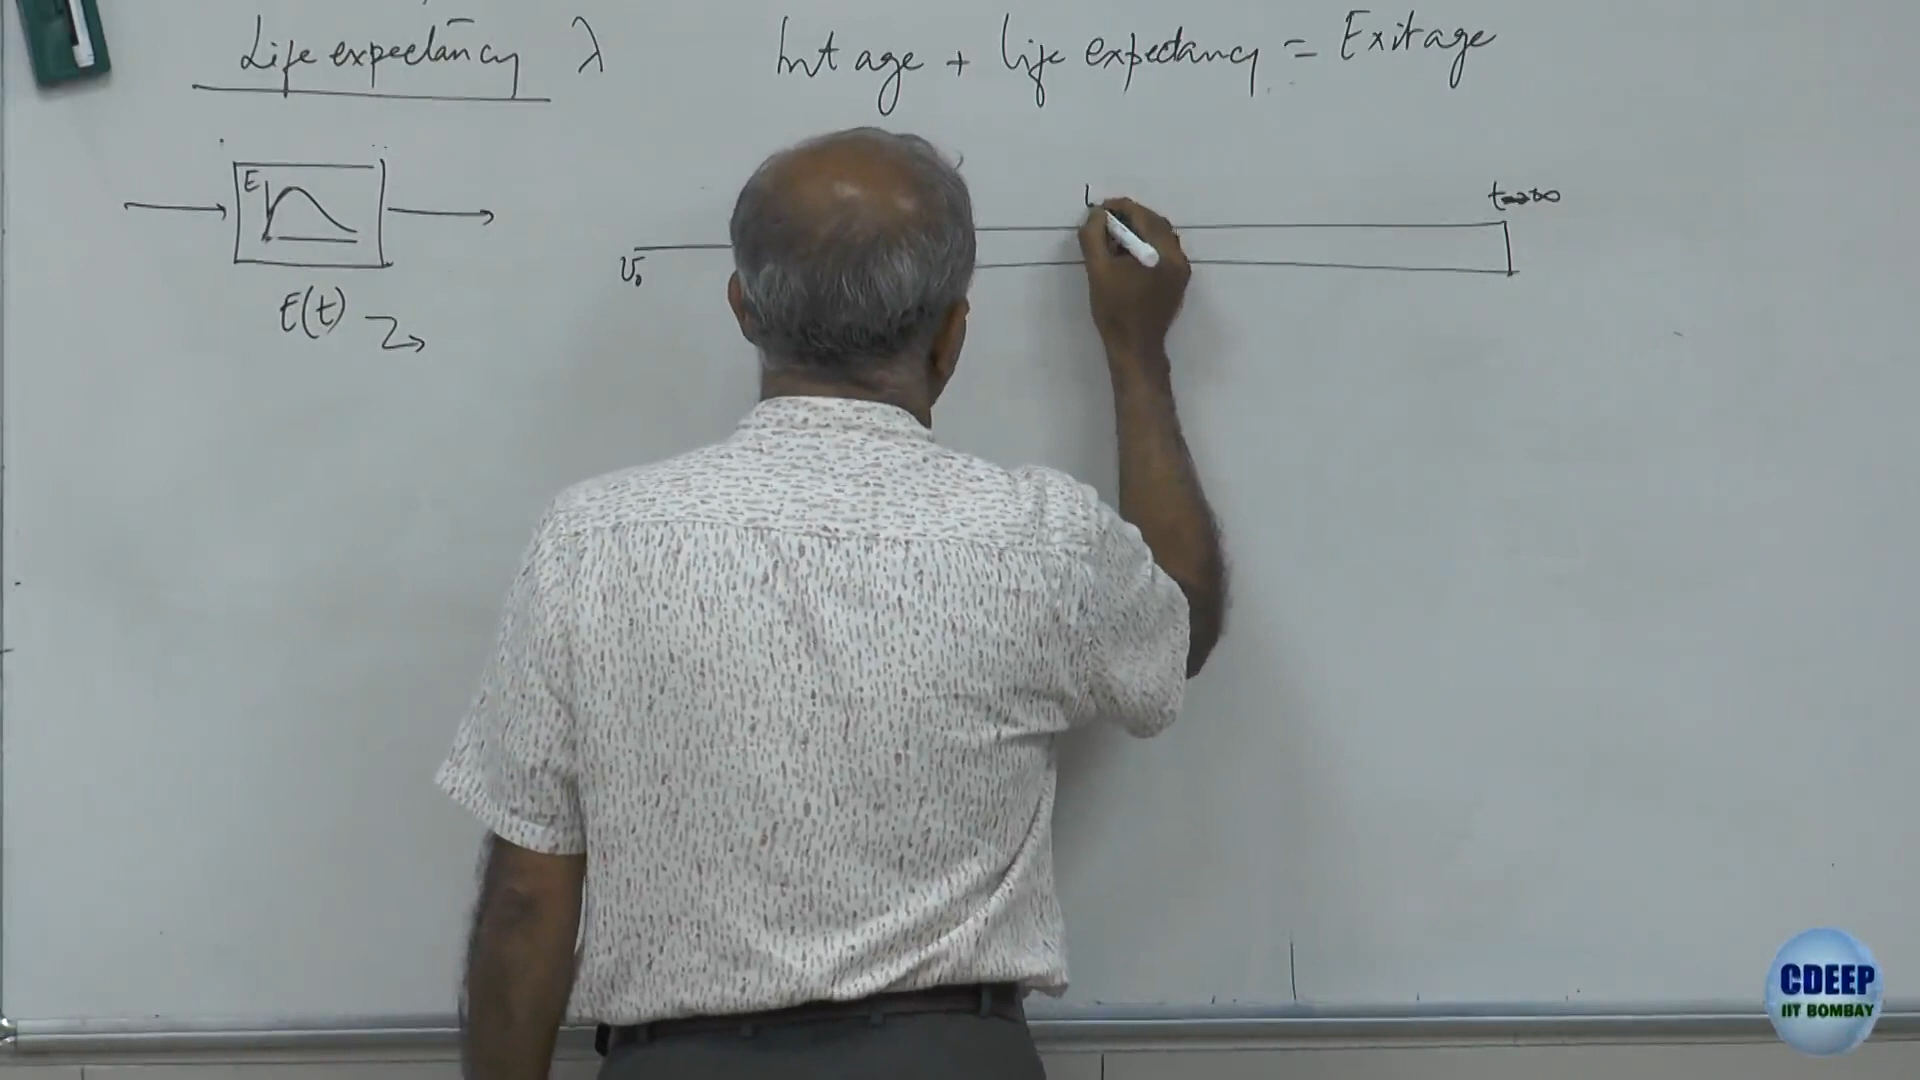 Life expectancy λ
Int age + life expectancy = Exit age
E
t→∞
v₀
E(t)
CDEEP
IIT BOMBAY